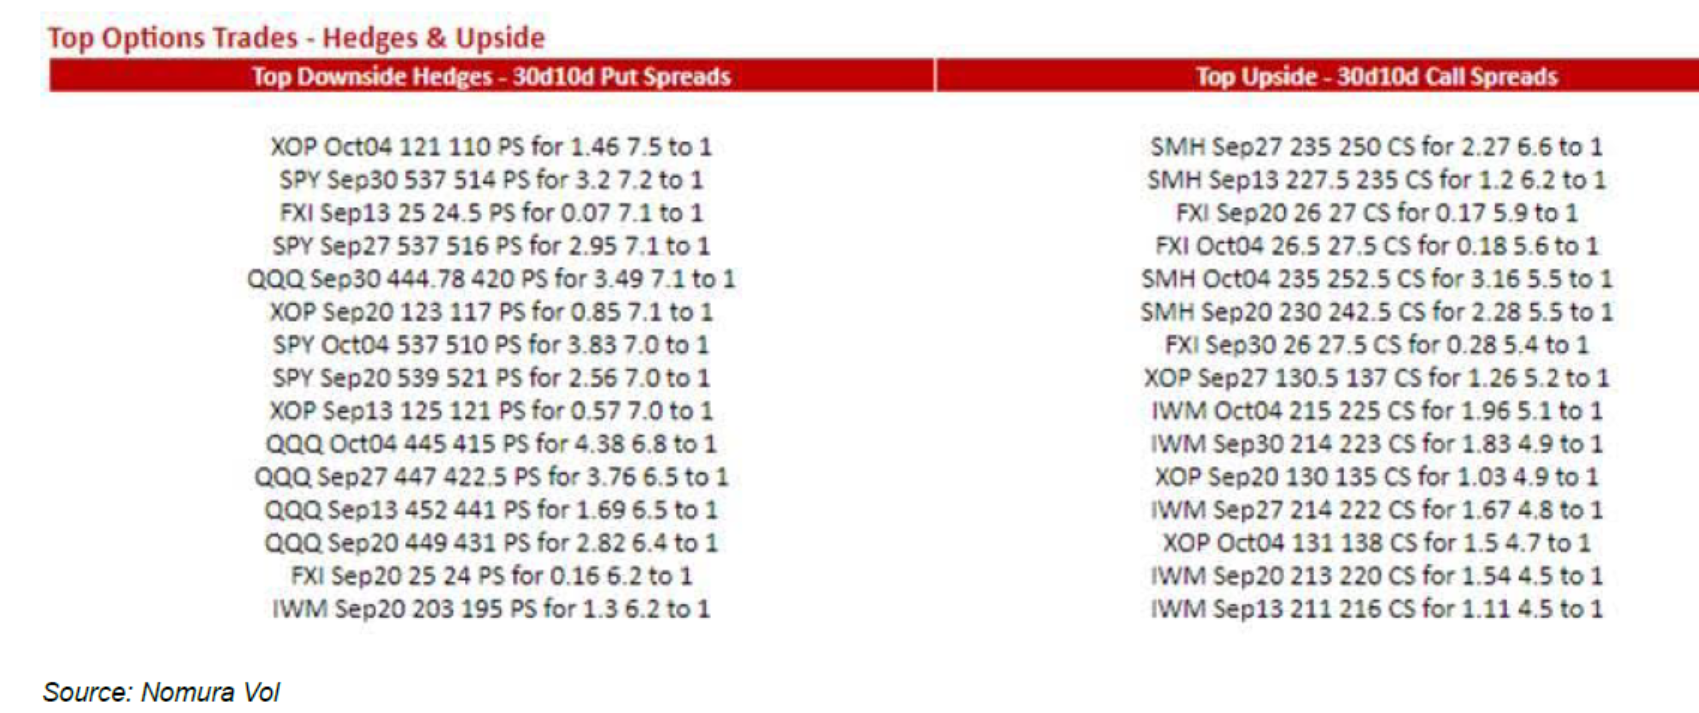 Top Options Trades - Hedges & Upside
Top Downside Hedges - 30d10d Put Spreads
XOP Oct04 121 110 PS for 1.46 7.5 to 1
SPY Sep30 537 514 PS for 3.2 7.2 to 1
FXI Sep13 25 24.5 PS for 0.07 7.1 to 1
SPY Sep27 537 516 PS for 2.95 7.1 to 1
QQQ Sep30 444.78 420 PS for 3.49 7.1 to 1
XOP Sep20 123 117 PS for 0.85 7.1 to 1
SPY Oct04 537 510 PS for 3.83 7.0 to 1
SPY Sep20 539 521 PS for 2.56 7.0 to 1
XOP Sep13 125 121 PS for 0.57 7.0 to 1
QQQ Oct04 445 415 PS for 4.38 6.8 to 1
QQQ Sep27 447 422.5 PS for 3.76 6.5 to 1
QQQ Sep13 452 441 PS for 1.69 6.5 to 1
QQQ Sep20 449 431 PS for 2.82 6.4 to 1
FXI Sep20 25 24 PS for 0.16 6.2 to 1
IWM Sep20 203 195 PS for 1.3 6.2 to 1
Top Upside - 30d10d Call Spreads
SMH Sep27 235 250 CS for 2.27 6.6 to 1
SMH Sep13 227.5 235 CS for 1.2 6.2 to 1
FXI Sep20 26 27 CS for 0.17 5.9 to 1
FXI Oct04 26.5 27.5 CS for 0.18 5.6 to 1
SMH Oct04 235 252.5 CS for 3.16 5.5 to 1
SMH Sep20 230 242.5 CS for 2.28 5.5 to 1
FXI Sep30 26 27.5 CS for 0.28 5.4 to 1
XOP Sep27 130.5 137 CS for 1.26 5.2 to 1
IWM Oct04 215 225 CS for 1.96 5.1 to 1
IWM Sep30 214 223 CS for 1.83 4.9 to 1
XOP Sep20 130 135 CS for 1.03 4.9 to 1
IWM Sep27 214 222 CS for 1.67 4.8 to 1
XOP Oct04 131 138 CS for 1.5 4.7 to 1
IWM Sep20 213 220 CS for 1.54 4.5 to 1
IWM Sep13 211 216 CS for 1.11 4.5 to 1
Source: Nomura Vol